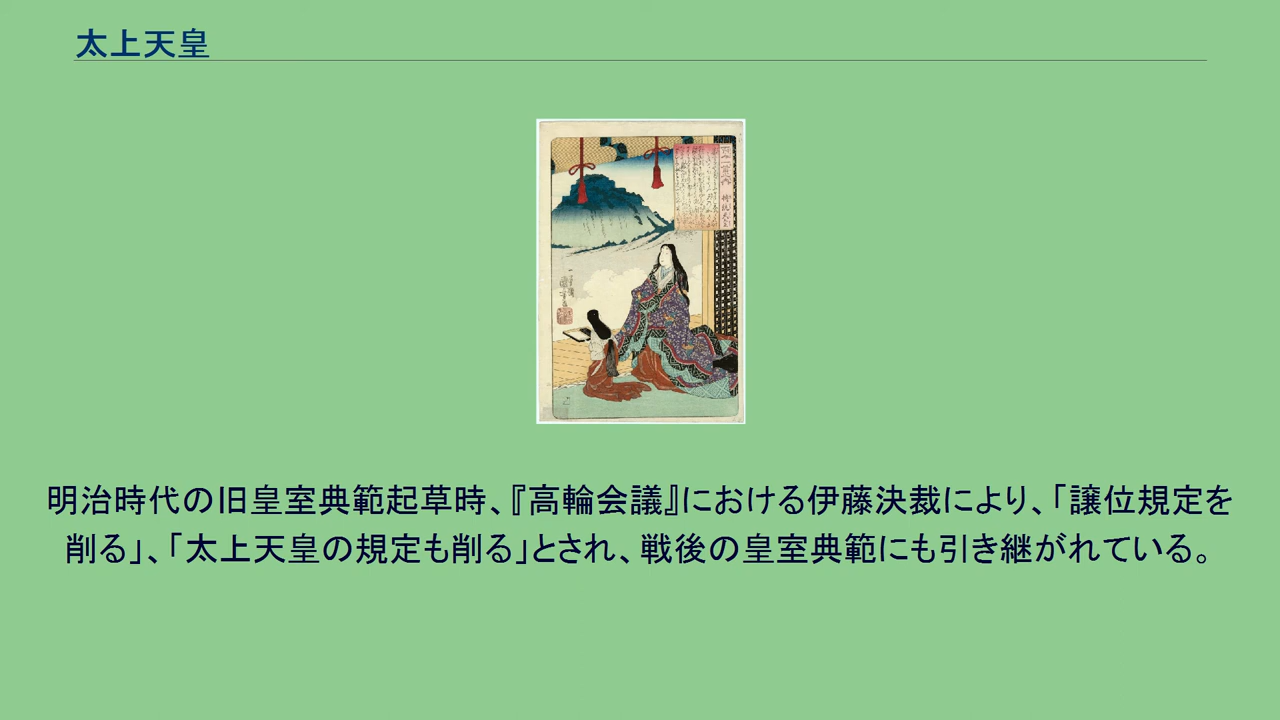 太上天皇
明治時代の旧皇室典範起草時、『高輪会議』における伊藤決裁により、「譲位規定を
削る」、「太上天皇の規定も削る」とされ、戦後の皇室典範にも引き継がれている。